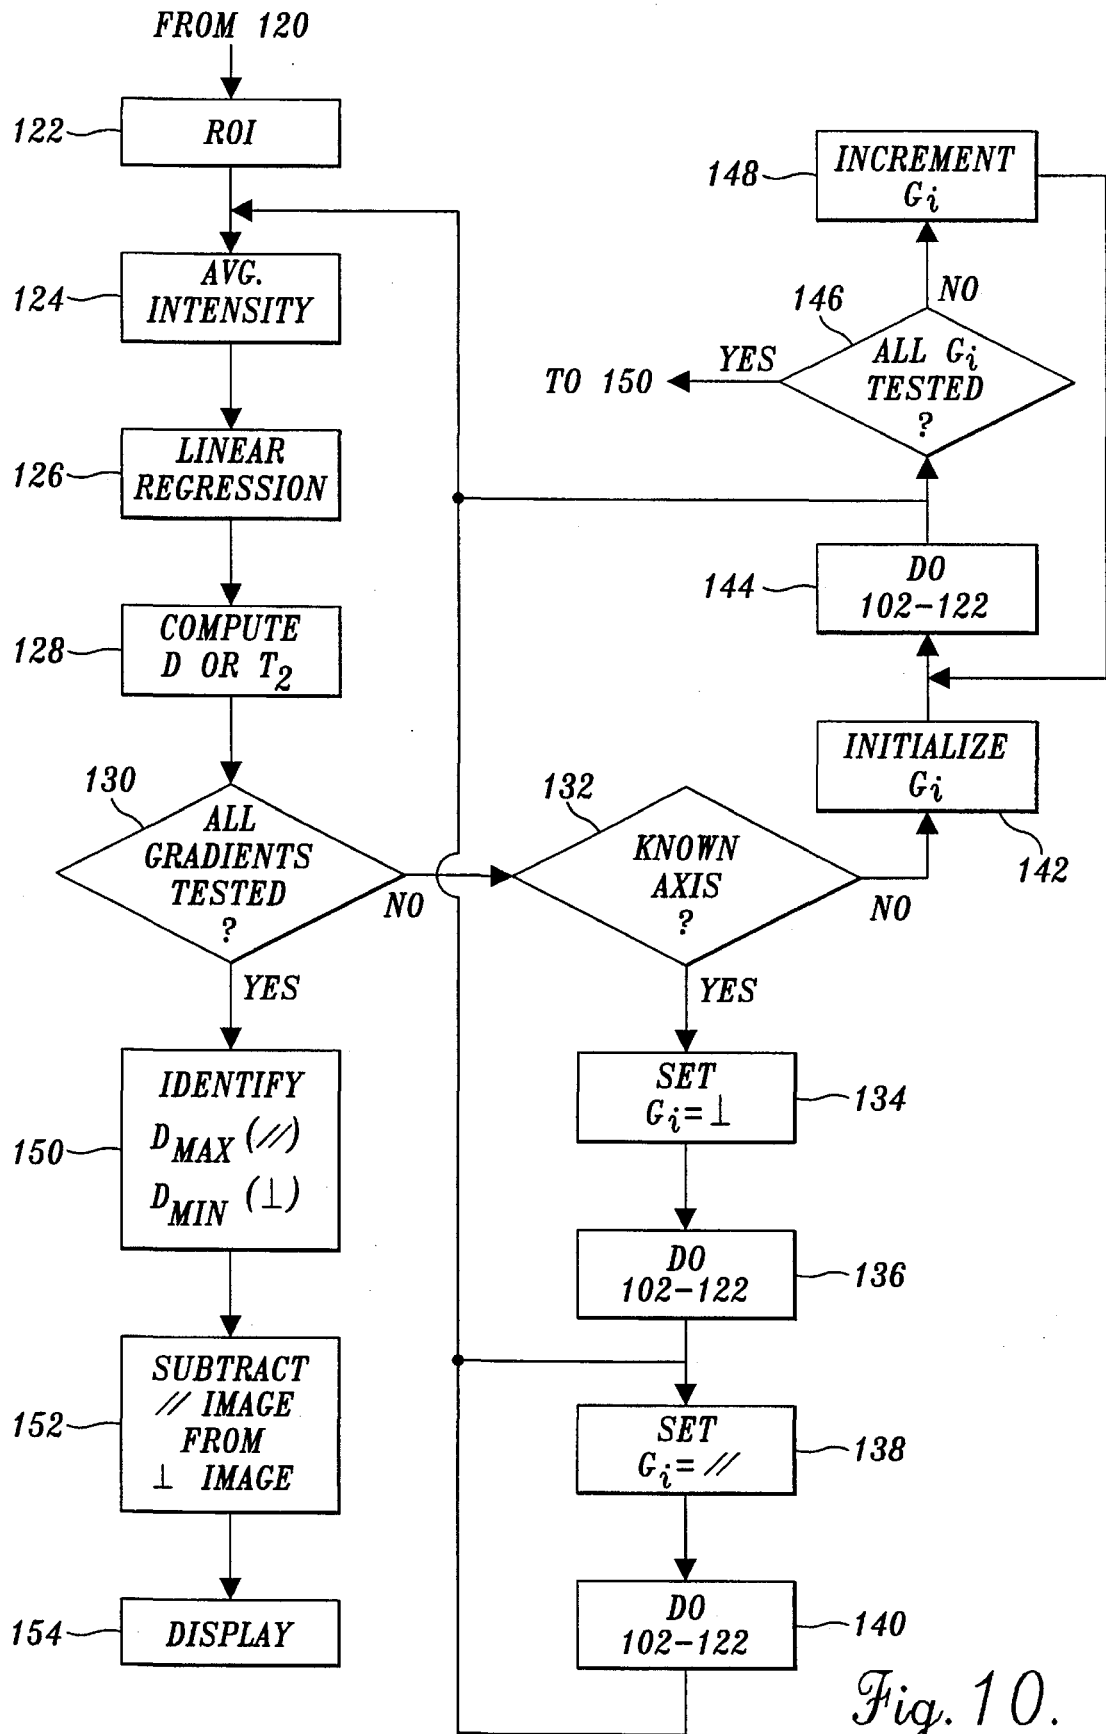 FROM 120
122
ROI
124
AVG.
INTENSITY
126
LINEAR
REGRESSION
128
COMPUTE
D OR T2
130
ALL
GRADIENTS
TESTED
?
NO
YES
150
IDENTIFY
DMAX (//)
DMIN (⊥)
152
SUBTRACT
// IMAGE
FROM
⊥ IMAGE
154
DISPLAY
132
KNOWN
AXIS
?
NO
YES
SET
Gi=⊥
134
DO
102-122
136
SET
Gi=//
138
DO
102-122
140
148
INCREMENT
Gi
NO
146
ALL Gi
TESTED
?
YES
TO 150
144
DO
102-122
INITIALIZE
Gi
142
Fig. 10.